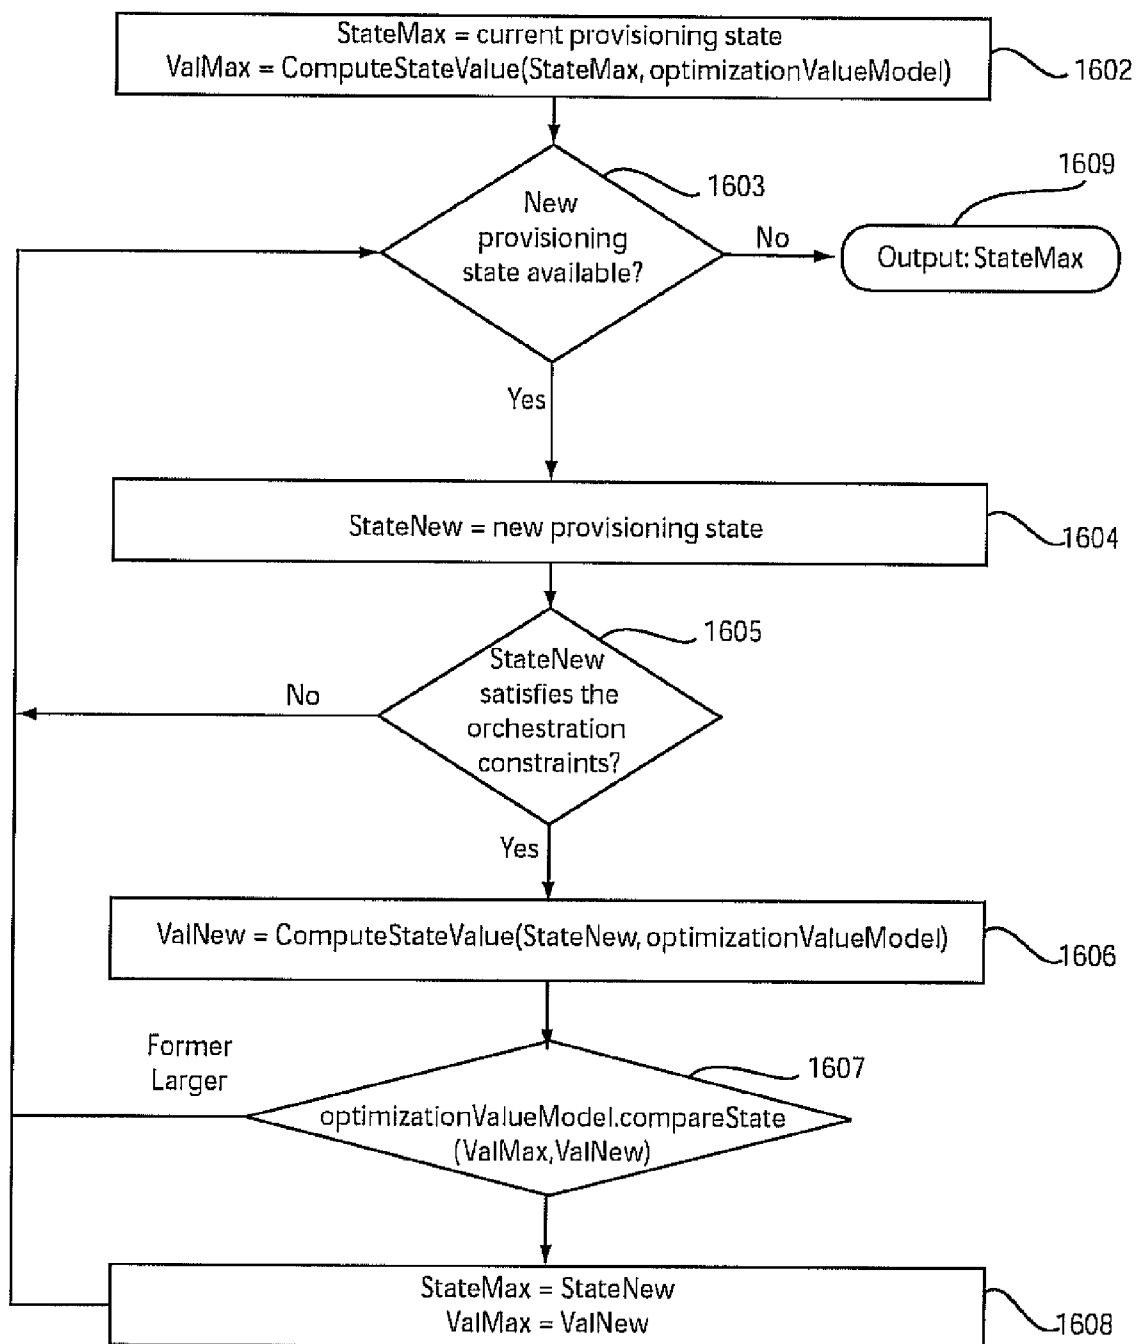 StateMax = current provisioning state
ValMax = ComputeStateValue(StateMax, optimizationValueModel)
1602
1603
1609
New
provisioning
state available?
No
Output: StateMax
Yes
StateNew = new provisioning state
1604
1605
StateNew
satisfies the
orchestration
constraints?
No
Yes
ValNew = ComputeStateValue(StateNew, optimizationValueModel)
1606
Former
Larger
1607
optimizationValueModel.compareState
(ValMax,ValNew)
StateMax = StateNew
ValMax = ValNew
1608